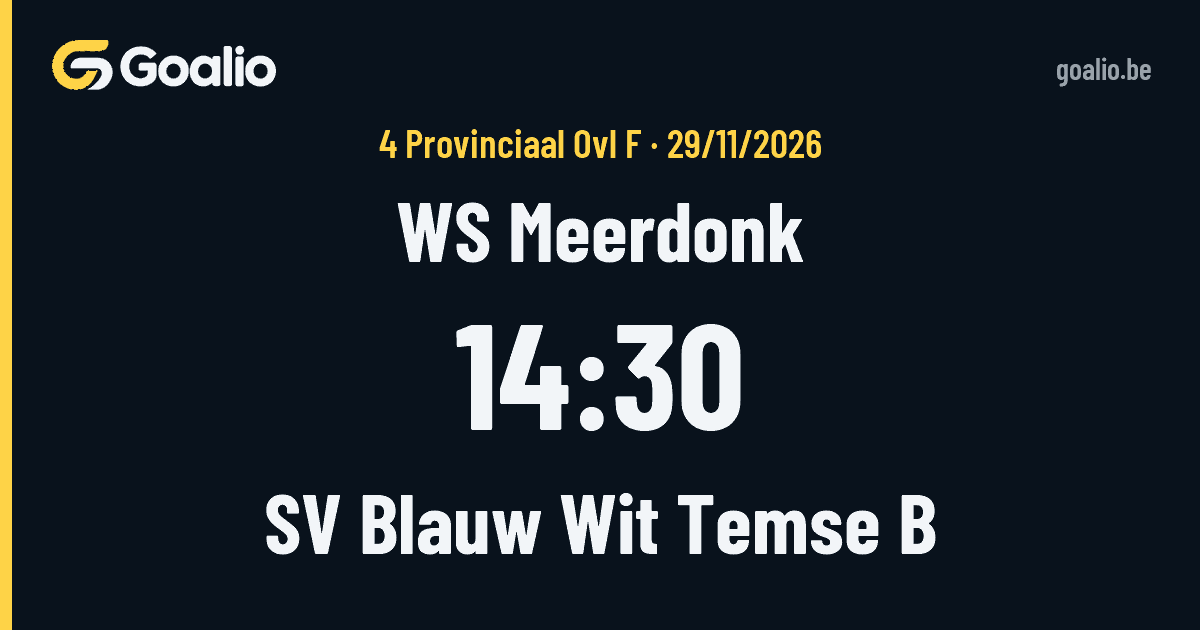 Goalio
goalio.be
4 Provinciaal Ovl F · 29/11/2026
WS Meerdonk
14:30
SV Blauw Wit Temse B